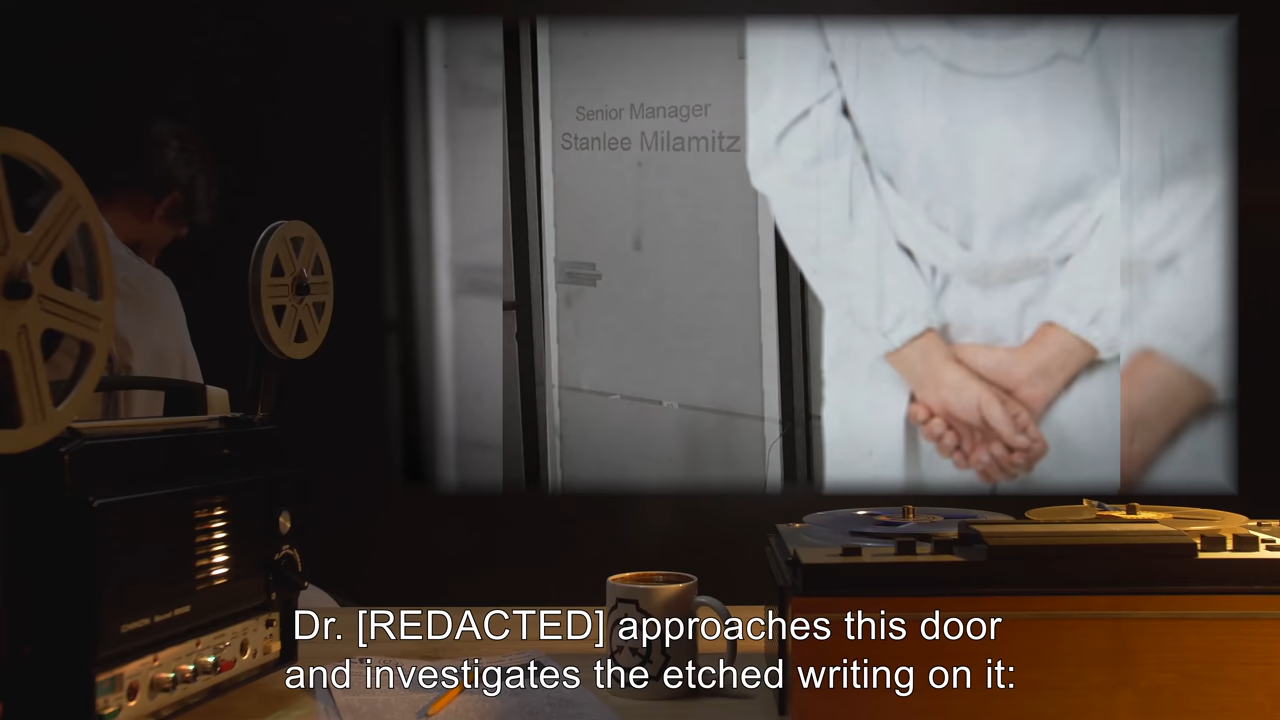 Senior Manager
Stanlee Milamitz
Dr. [REDACTED] approaches this door
and investigates the etched writing on it: